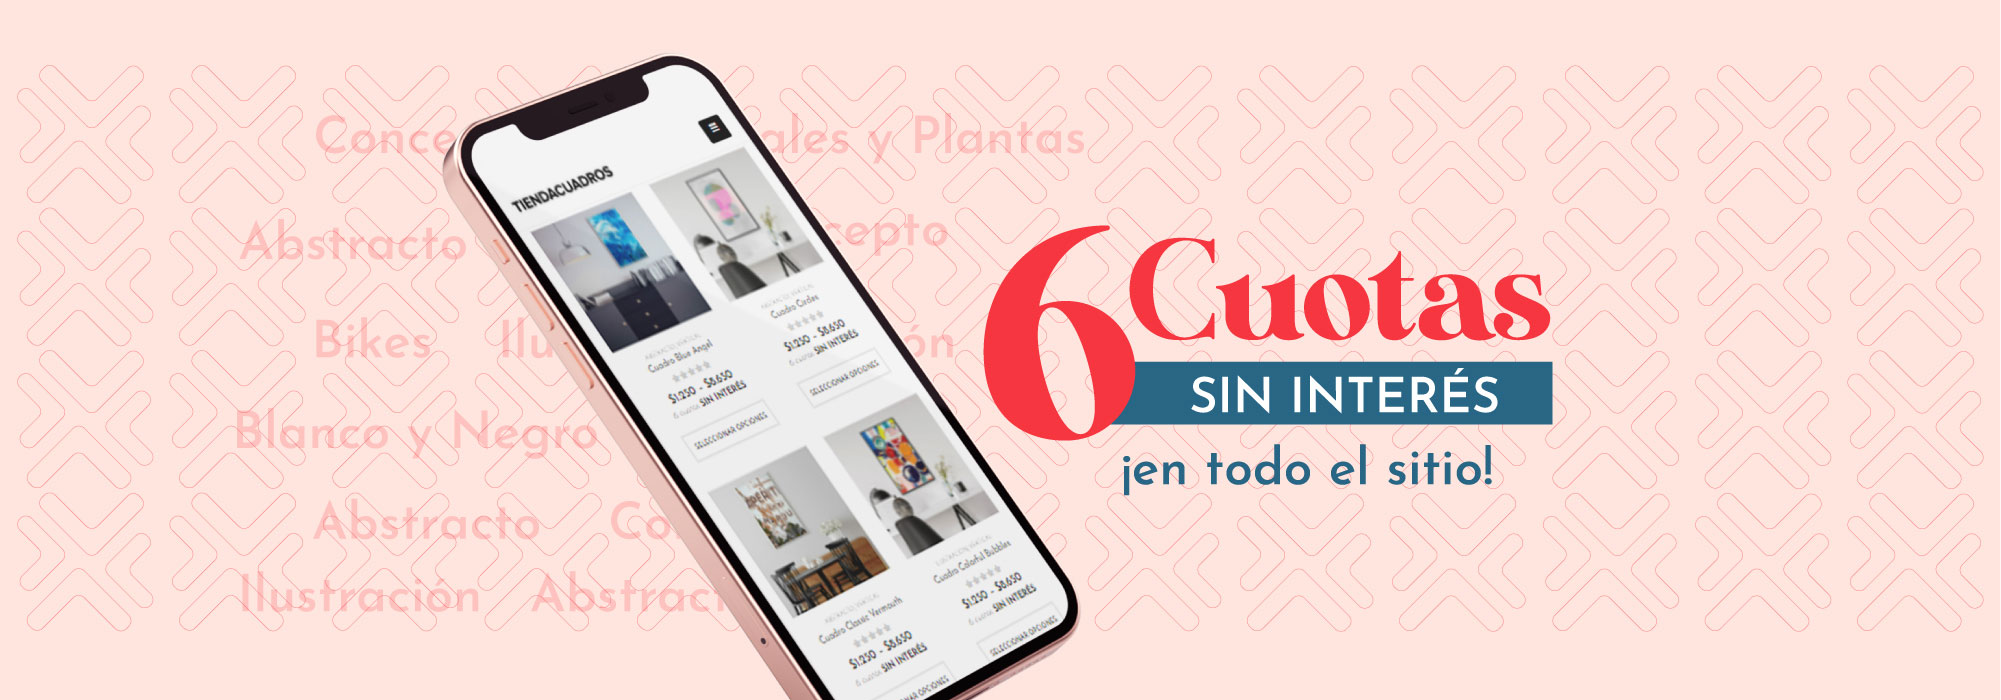 Conce
ales y Plantas
Abstracto
cepto
Bikes
Ilu
ón
Blanco y Negro
Abstracto
Co
Ilustración
Abstract
TIENDACUADROS
ABSTRACTO, VERTICAL
Cuadro Blue Angel
$1.250 - $8.650
6 cuotas SIN INTERÉS
SELECCIONAR OPCIONES
ABSTRACTO, VERTICAL
Cuadro Circles
$1.250 - $8.650
6 cuotas SIN INTERÉS
SELECCIONAR OPCIONES
ABSTRACTO, VERTICAL
Cuadro Classic Vermouth
$1.250 - $8.650
6 cuotas SIN INTERÉS
SELECCIONAR OPCIONES
ILUSTRACIÓN, VERTICAL
Cuadro Colorful Bubbles
$1.250 - $8.650
6 cuotas SIN INTERÉS
SELECCIONAR OPCIONES
6 Cuotas
SIN INTERÉS
¡en todo el sitio!